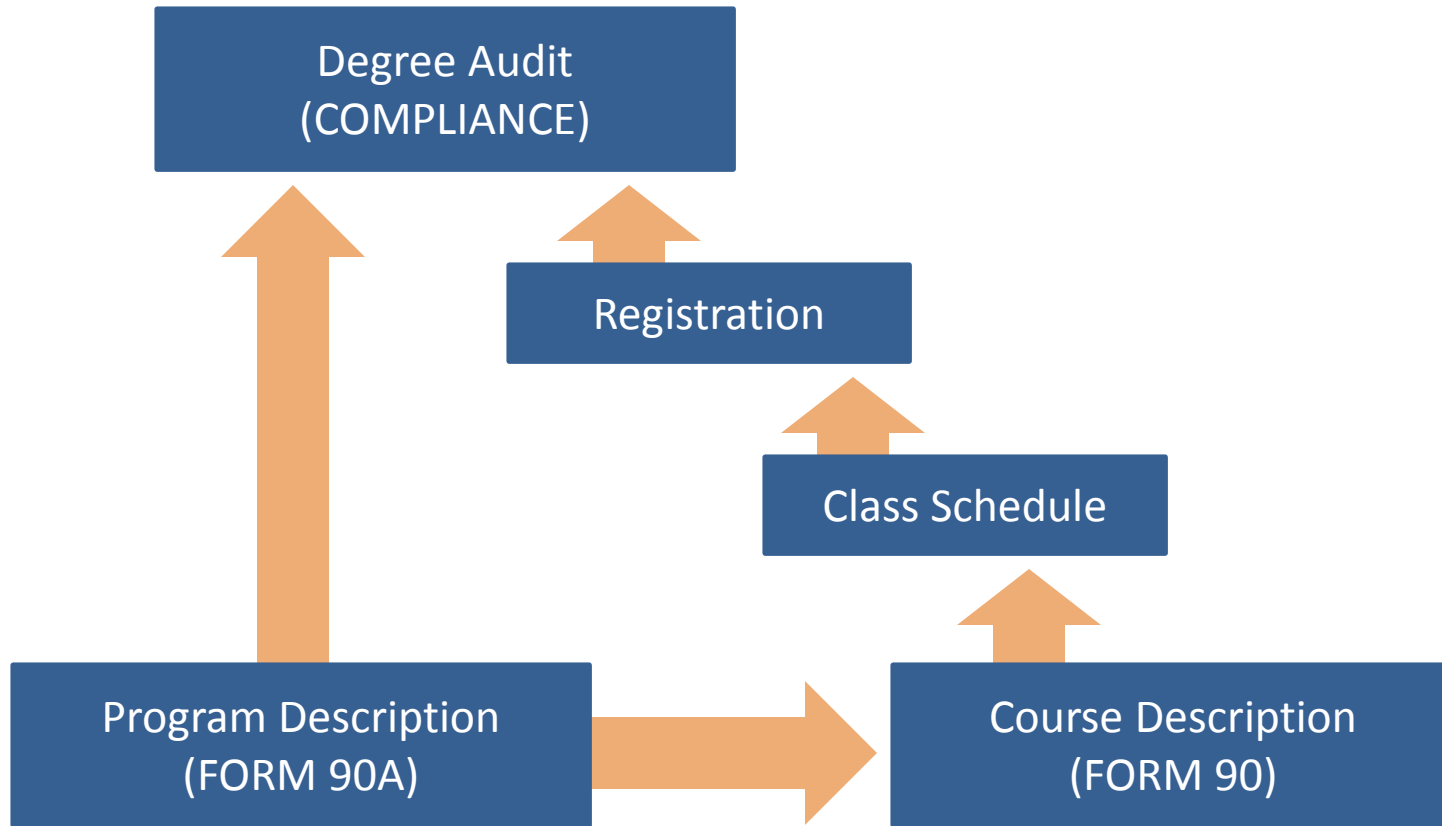 Degree Audit
(COMPLIANCE)
Registration
Class Schedule
Program Description
(FORM 90A)
Course Description
(FORM 90)